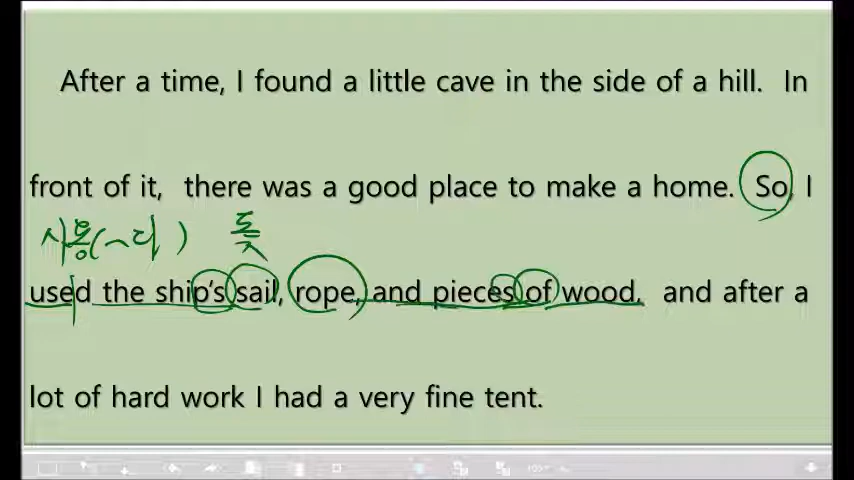 After a time, I found a little cave in the side of a hill. In
front of it, there was a good place to make a home. So, I
사용(~다) 돛
used the ship's sail, rope, and pieces of wood, and after a
lot of hard work I had a very fine tent.